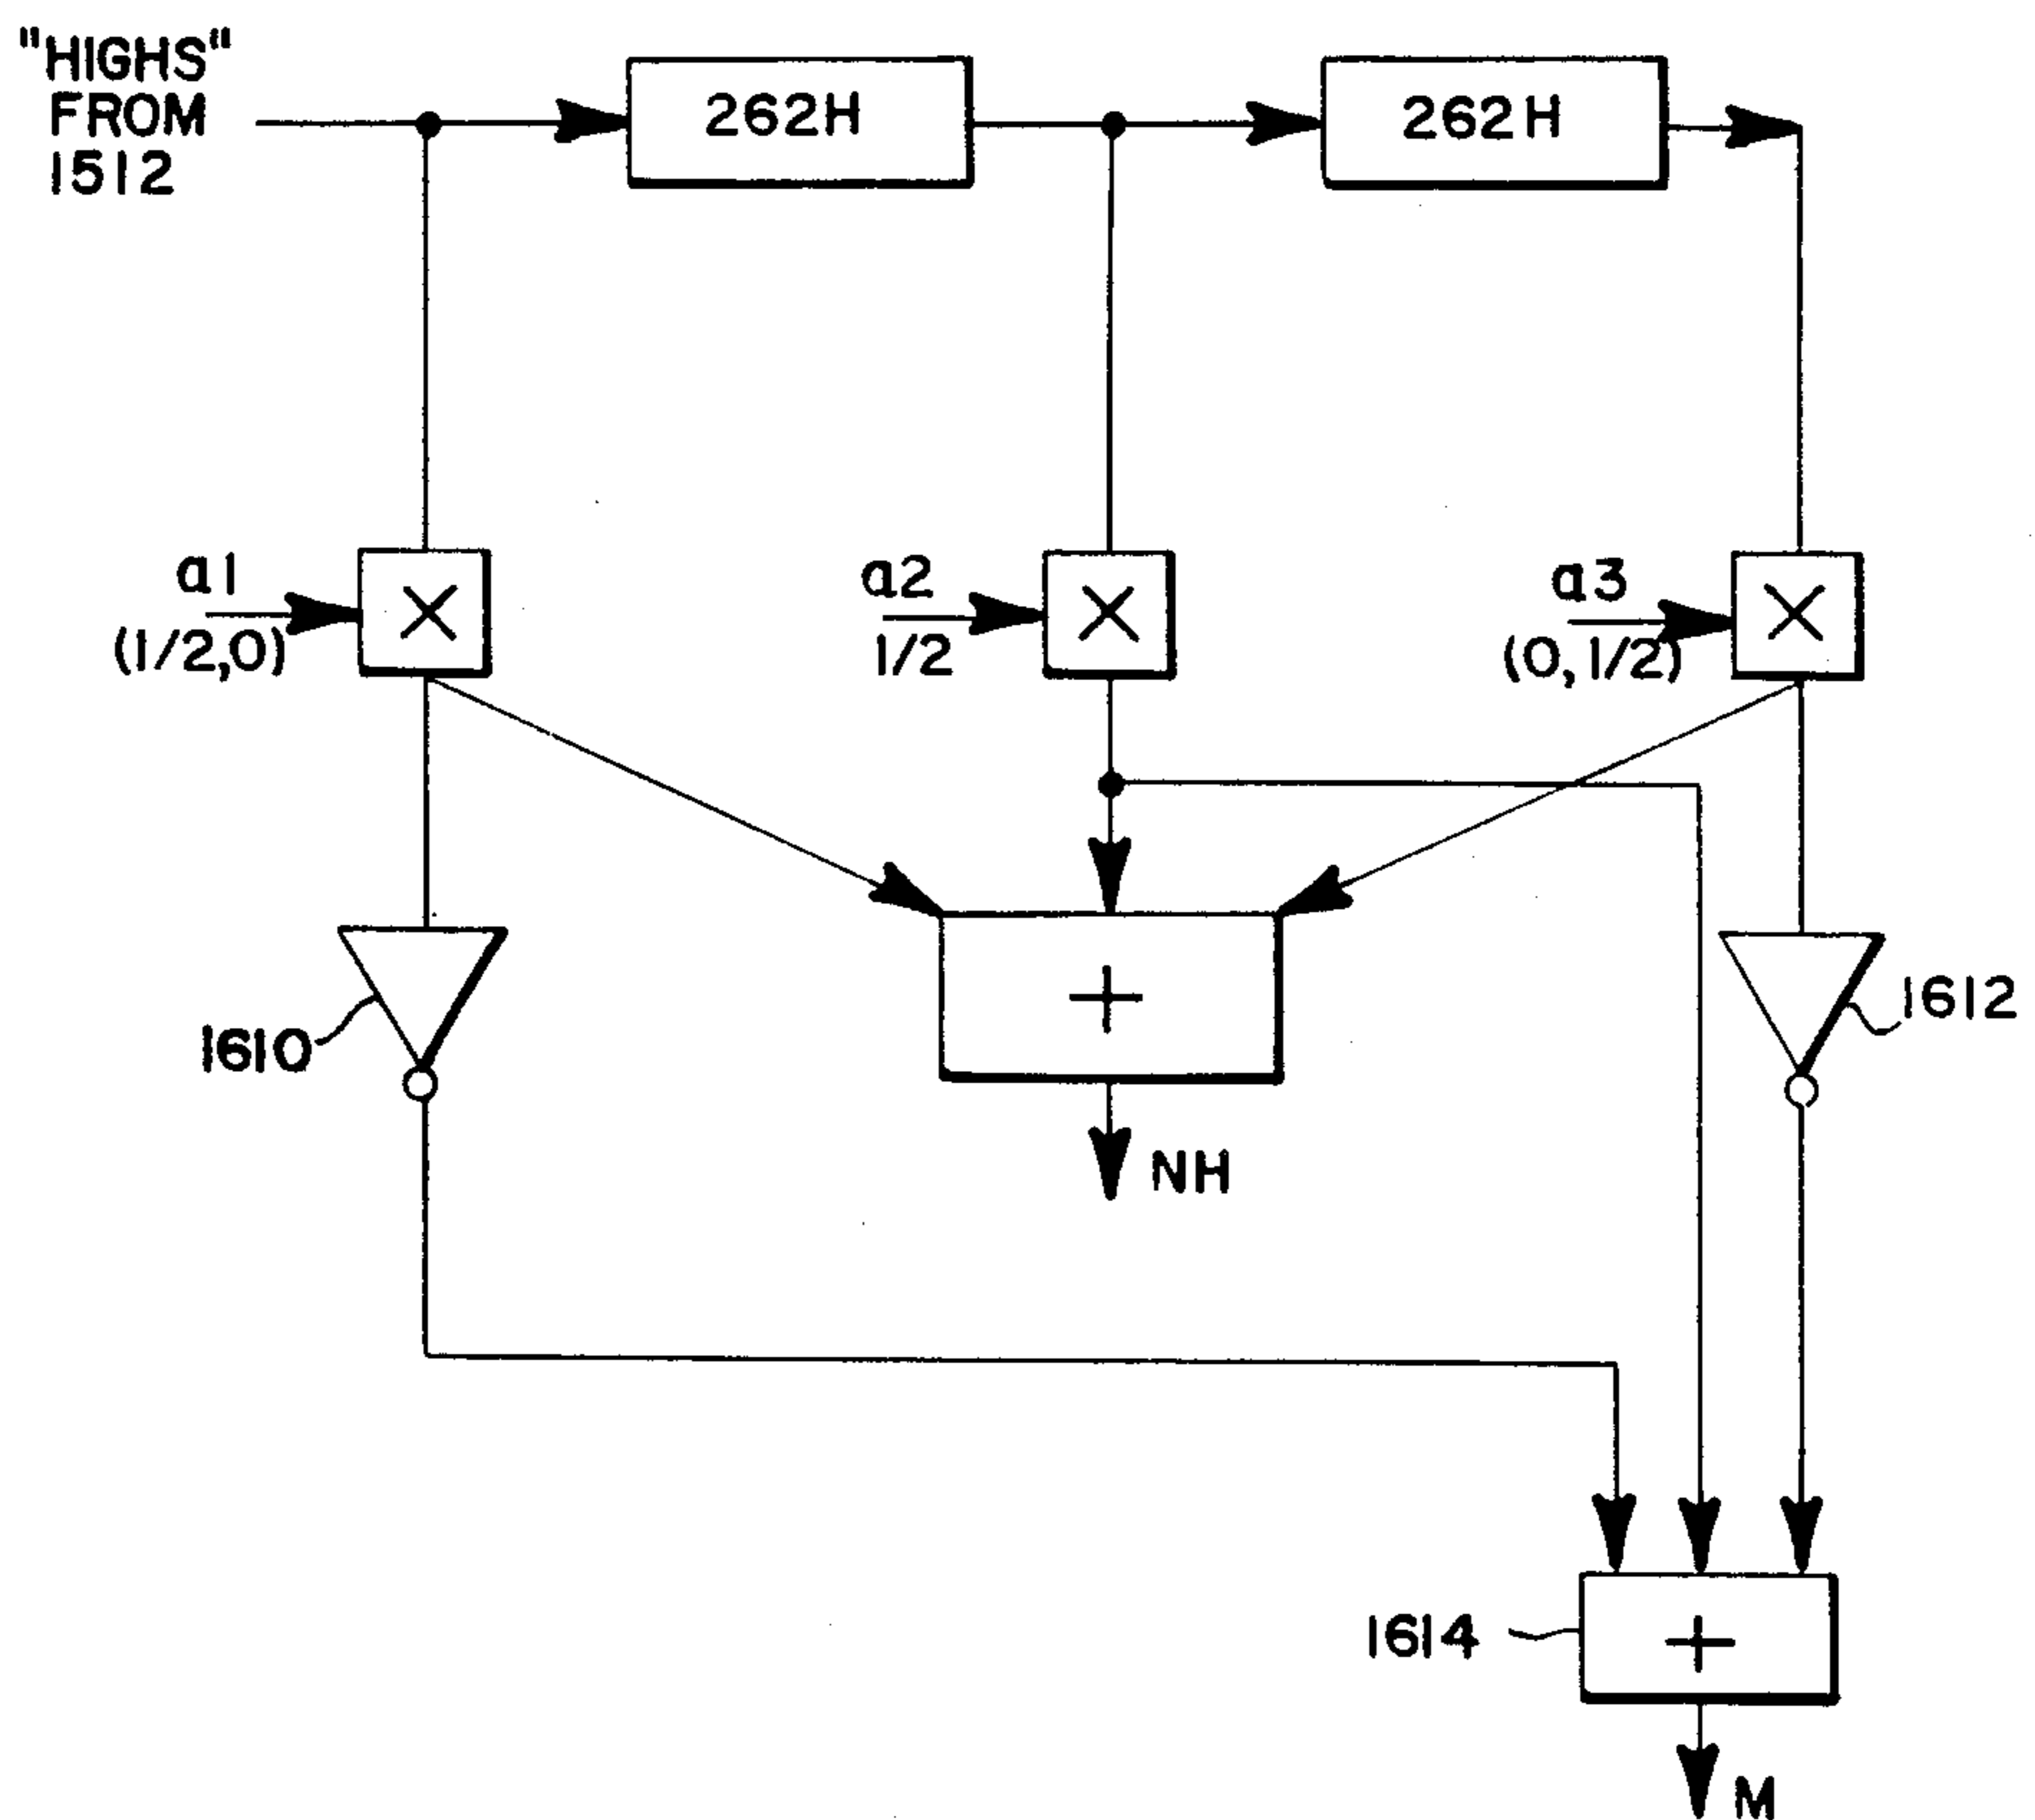 "HIGHS"
FROM
1512
262H
262H
a1
(1/2,0)
×
a2
1/2
×
a3
(0,1/2)
×
1610
+
1612
NH
1614
+
M